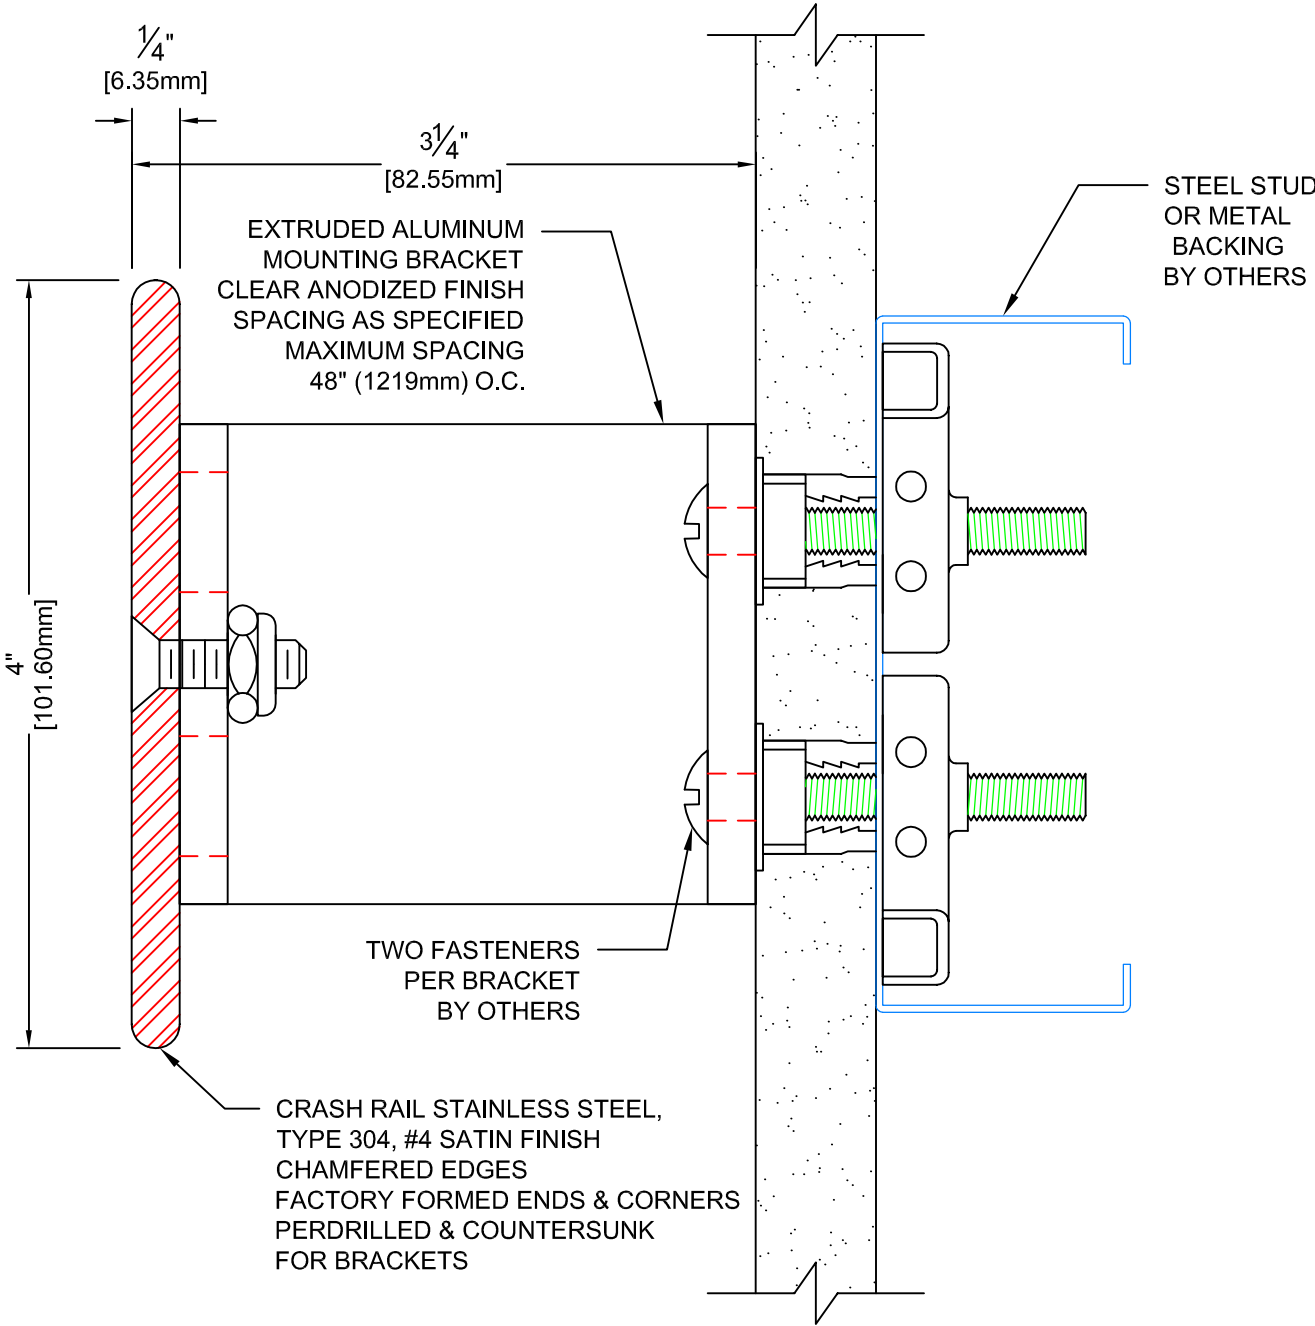 1/4"
[6.35mm]
3 1/4"
[82.55mm]
EXTRUDED ALUMINUM
MOUNTING BRACKET
CLEAR ANODIZED FINISH
SPACING AS SPECIFIED
MAXIMUM SPACING
48" (1219mm) O.C.
STEEL STUD
OR METAL
BACKING
BY OTHERS
4"
[101.60mm]
TWO FASTENERS
PER BRACKET
BY OTHERS
CRASH RAIL STAINLESS STEEL,
TYPE 304, #4 SATIN FINISH
CHAMFERED EDGES
FACTORY FORMED ENDS & CORNERS
PERDRILLED & COUNTERSUNK
FOR BRACKETS